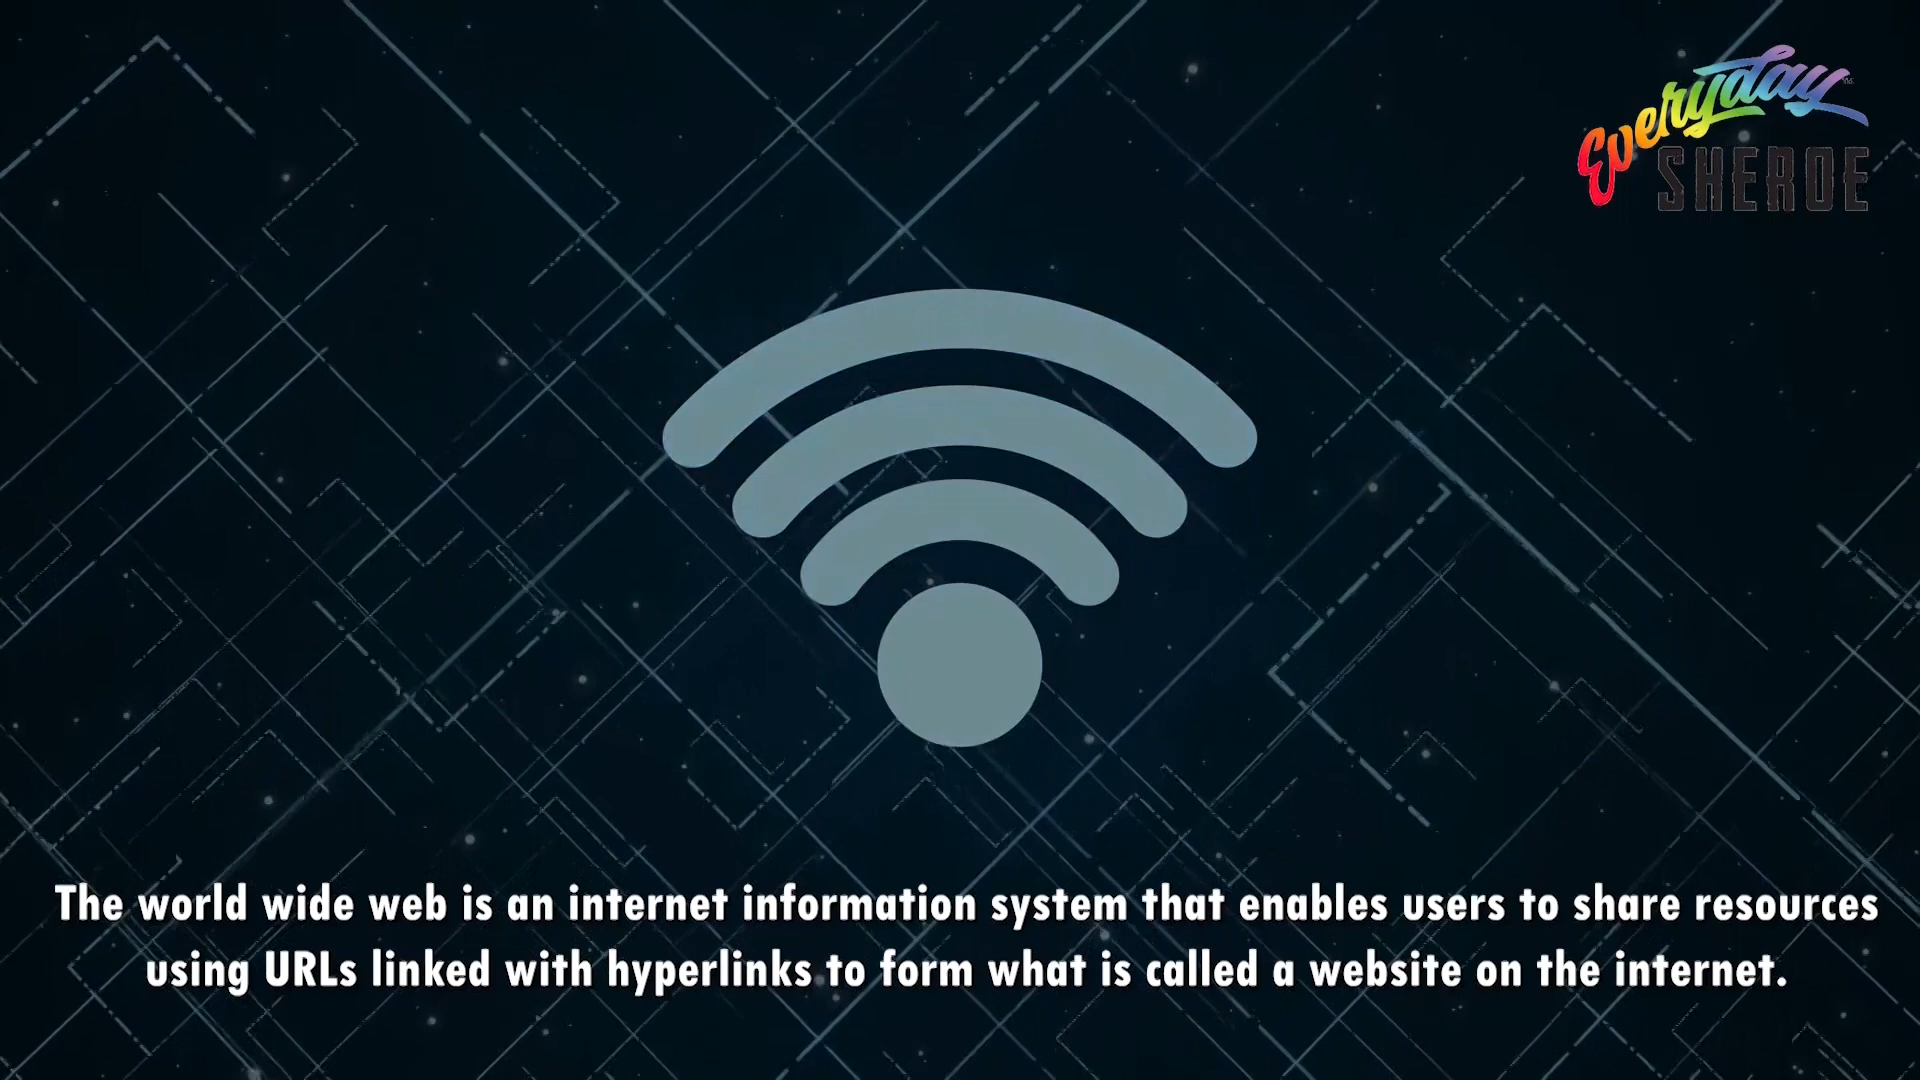 Everyday
SHEROE
The world wide web is an internet information system that enables users to share resources
using URLs linked with hyperlinks to form what is called a website on the internet.